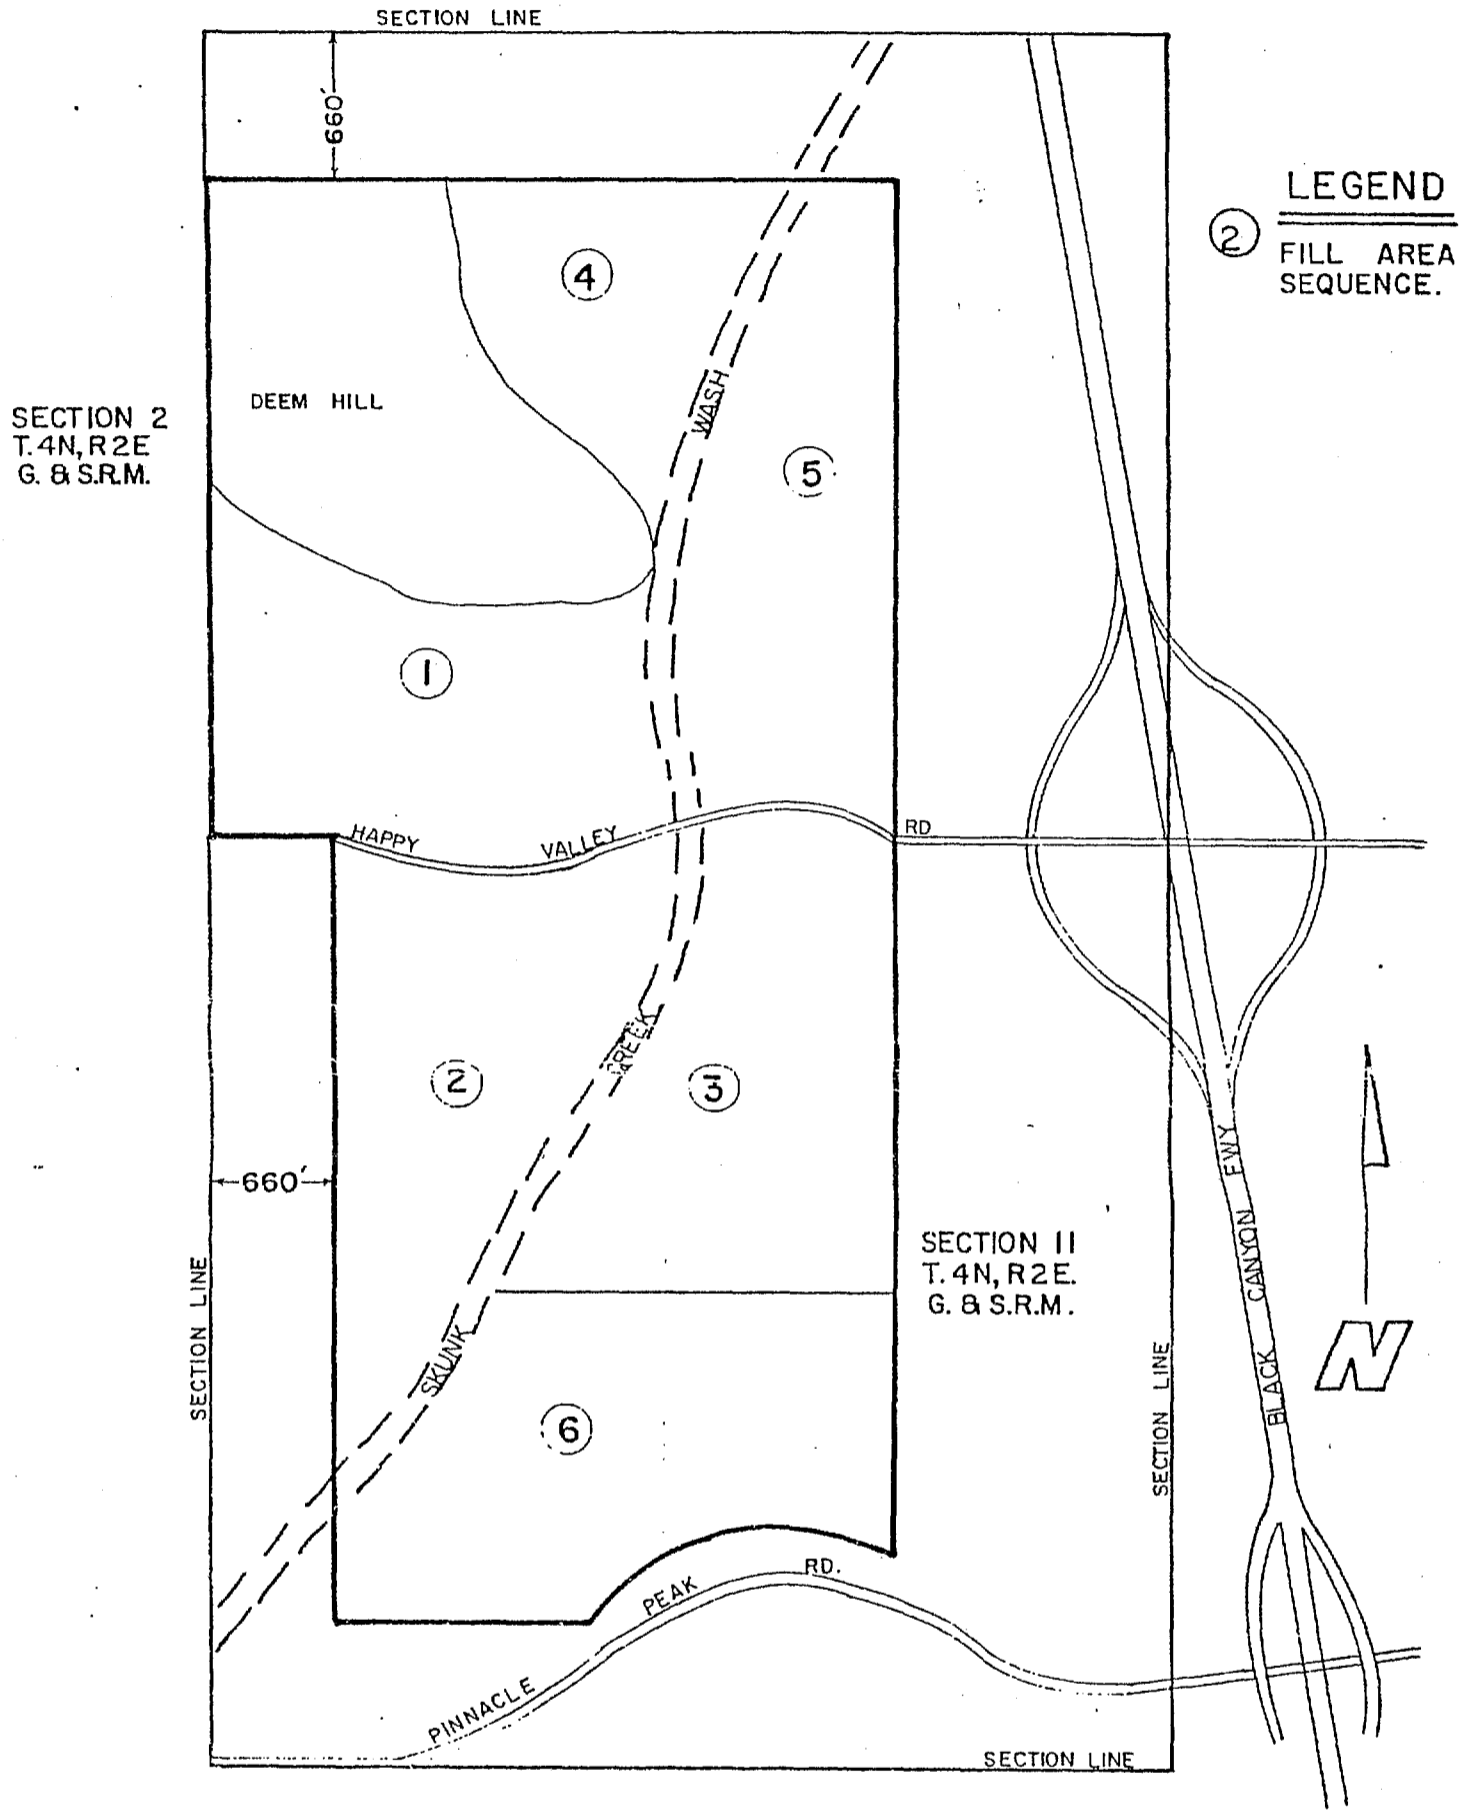 SECTION LINE
660'
LEGEND
2 FILL AREA
SEQUENCE.
4
DEEM HILL
SECTION 2
T.4N, R2E
G. & S.R.M.
WASH
5
1
HAPPY VALLEY RD
CREEK
2
3
660'
SECTION 11
T.4N, R2E.
G. & S.R.M.
BLACK CANYON FWY
SECTION LINE
SECTION LINE
SKUNK
N
6
PINNACLE PEAK RD.
SECTION LINE